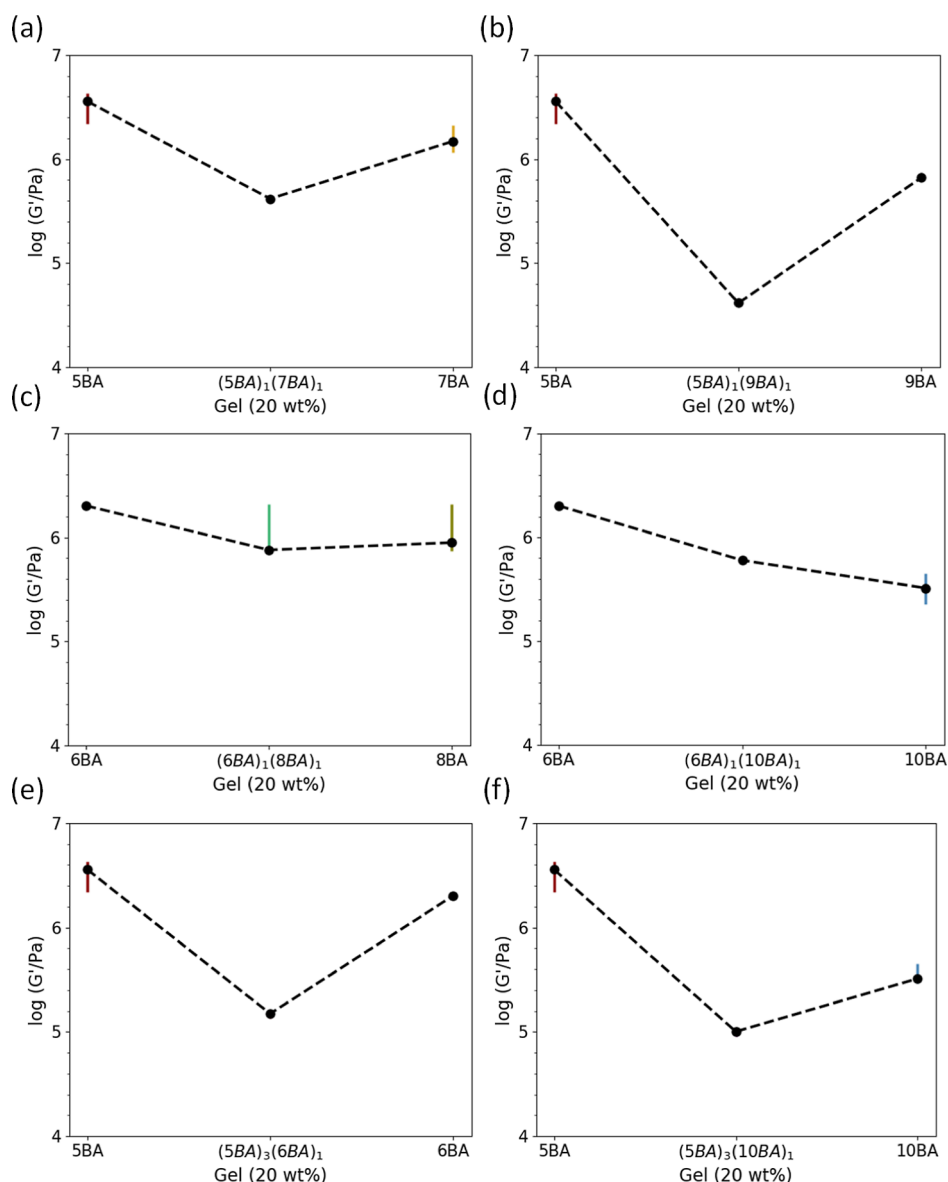 (a)
7
6
5
4
log (G'/Pa)
5BA
(5BA)₁(7BA)₁
7BA
Gel (20 wt%)
(b)
7
6
5
4
log (G'/Pa)
5BA
(5BA)₁(9BA)₁
9BA
Gel (20 wt%)
(c)
7
6
5
4
log (G'/Pa)
6BA
(6BA)₁(8BA)₁
8BA
Gel (20 wt%)
(d)
7
6
5
4
log (G'/Pa)
6BA
(6BA)₁(10BA)₁
10BA
Gel (20 wt%)
(e)
7
6
5
4
log (G'/Pa)
5BA
(5BA)₃(6BA)₁
6BA
Gel (20 wt%)
(f)
7
6
5
4
log (G'/Pa)
5BA
(5BA)₃(10BA)₁
10BA
Gel (20 wt%)